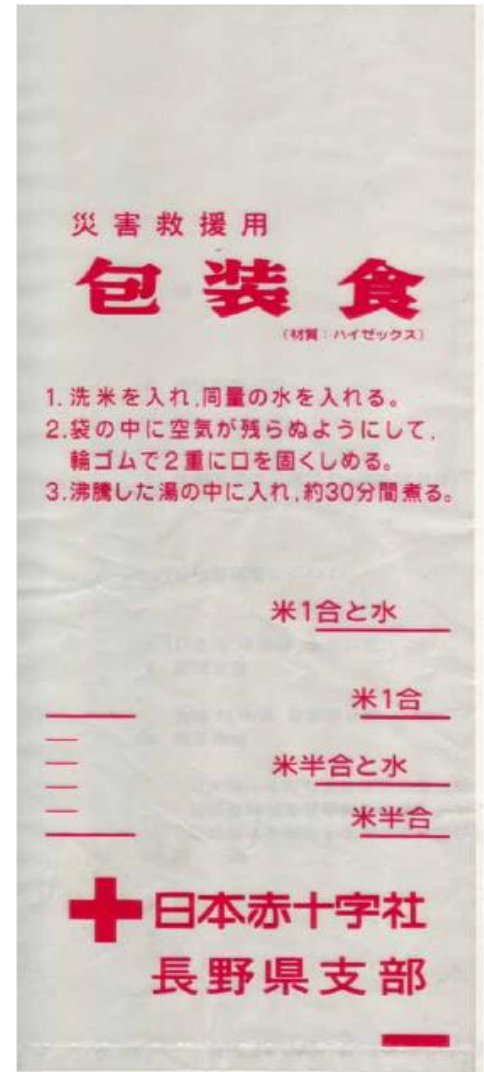 災害救援用
包装食
(材質:ハイゼックス)
1.洗米を入れ,同量の水を入れる。
2.袋の中に空気が残らぬようにして,
輪ゴムで2重に口を固くしめる。
3.沸騰した湯の中に入れ,約30分間煮る。
米1合と水
米1合
米半合と水
米半合
日本赤十字社
長野県支部